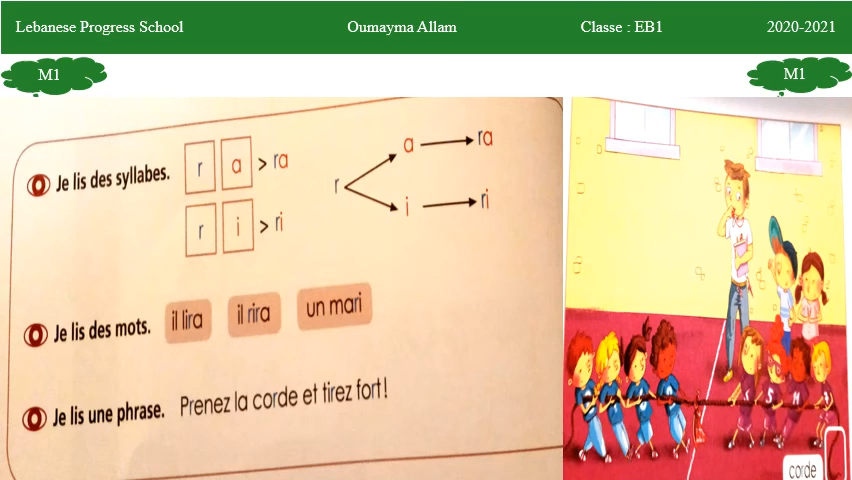 Lebanese Progress School Oumayma Allam Classe : EB1 2020-2021
M1 M1
Je lis des syllabes. r a > ra
r i > ri
r a ra
i ri
Je lis des mots. il lira il rira un mari
Je lis une phrase. Prenez la corde et tirez fort !
corde